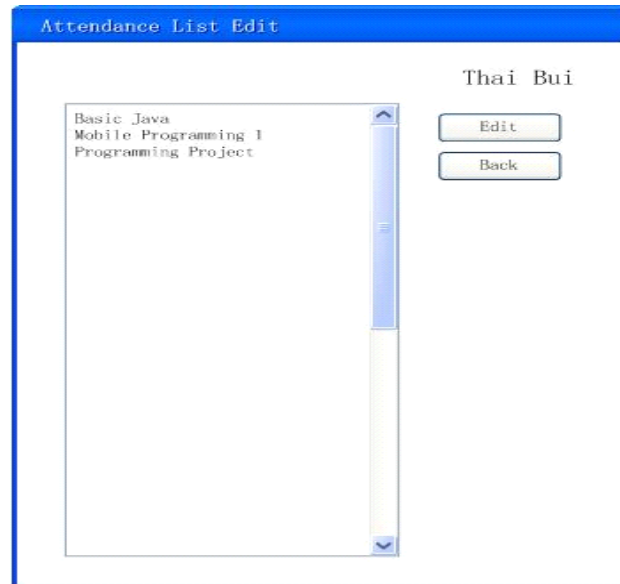 Attendance List Edit
Thai Bui
Basic Java
Mobile Programming 1
Programming Project
Edit
Back